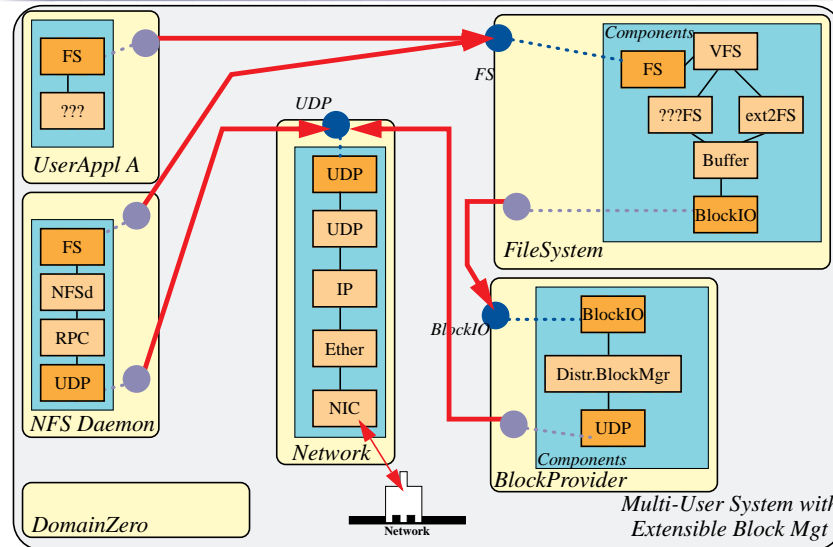 FS
???
UserAppl A
FS
NFSd
RPC
UDP
NFS Daemon
DomainZero
UDP
UDP
UDP
IP
Ether
NIC
Network
Network
FS
Components
FS
VFS
???FS
ext2FS
Buffer
BlockIO
FileSystem
BlockIO
BlockIO
Distr.BlockMgr
UDP
Components
BlockProvider
Multi-User System with
Extensible Block Mgt